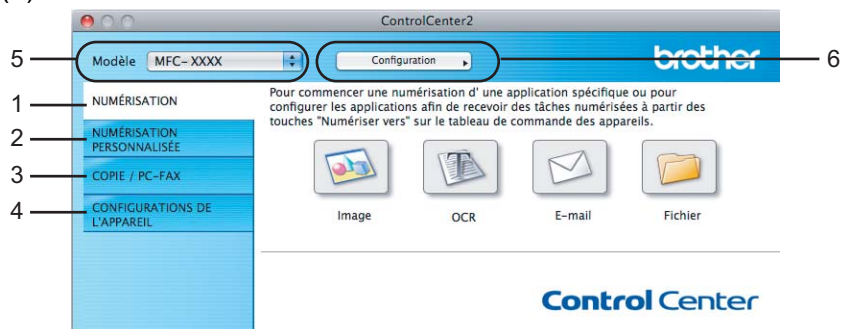 ControlCenter2
5
Modèle
MFC-XXXX
Configuration
brother
6
1
NUMÉRISATION
2
NUMÉRISATION
PERSONNALISÉE
3
COPIE / PC-FAX
4
CONFIGURATIONS DE
L'APPAREIL
Pour commencer une numérisation d' une application spécifique ou pour
configurer les applications afin de recevoir des tâches numérisées à partir des
touches "Numériser vers" sur le tableau de commande des appareils.
Image
OCR
E-mail
Fichier
Control Center